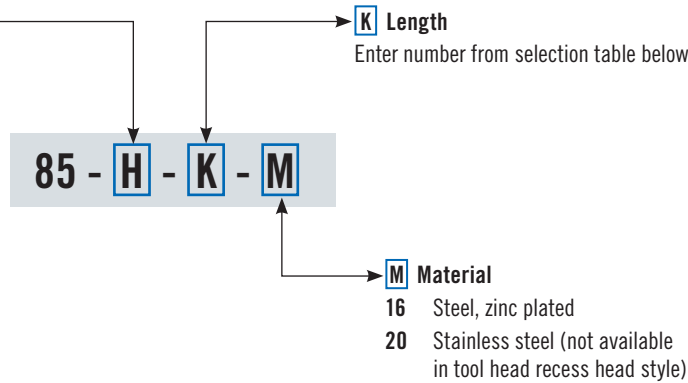 K Length
Enter number from selection table below
85 - H - K - M
M Material
16 Steel, zinc plated
20 Stainless steel (not available
in tool head recess head style)